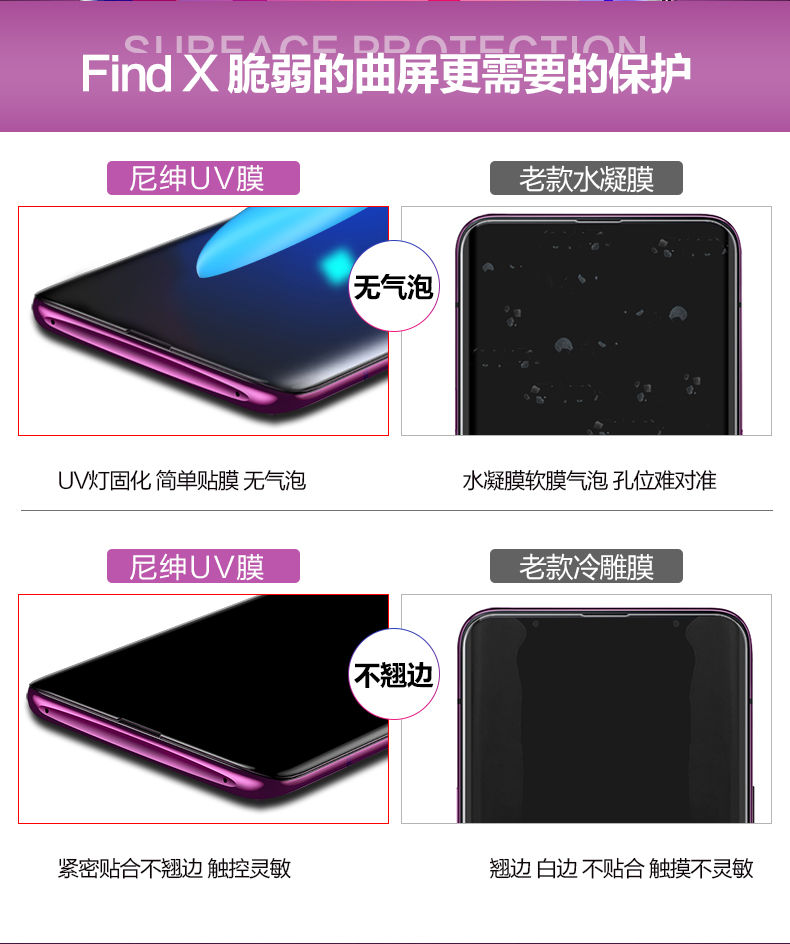 SURFACE PROTECTION
Find X 脆弱的曲屏更需要的保护
尼绅UV膜
老款水凝膜
无气泡
UV灯固化 简单贴膜 无气泡
水凝膜软膜气泡 孔位难对准
尼绅UV膜
老款冷雕膜
不翘边
紧密贴合不翘边 触控灵敏
翘边 白边 不贴合 触摸不灵敏